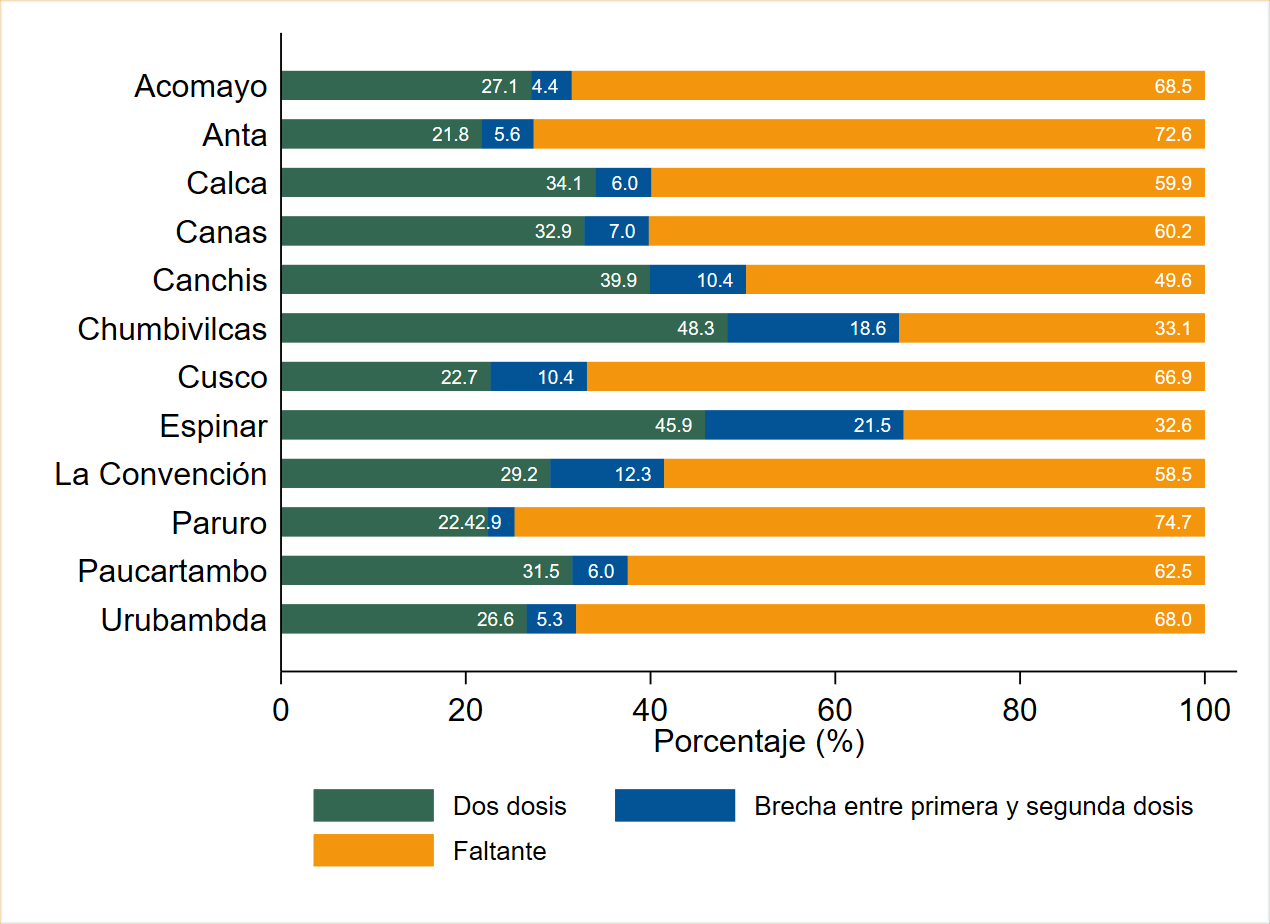 Acomayo 27.1 4.4 68.5
Anta 21.8 5.6 72.6
Calca 34.1 6.0 59.9
Canas 32.9 7.0 60.2
Canchis 39.9 10.4 49.6
Chumbivilcas 48.3 18.6 33.1
Cusco 22.7 10.4 66.9
Espinar 45.9 21.5 32.6
La Convención 29.2 12.3 58.5
Paruro 22.4 2.9 74.7
Paucartambo 31.5 6.0 62.5
Urubambda 26.6 5.3 68.0
0 20 40 60 80 100
Porcentaje (%)
Dos dosis Brecha entre primera y segunda dosis
Faltante